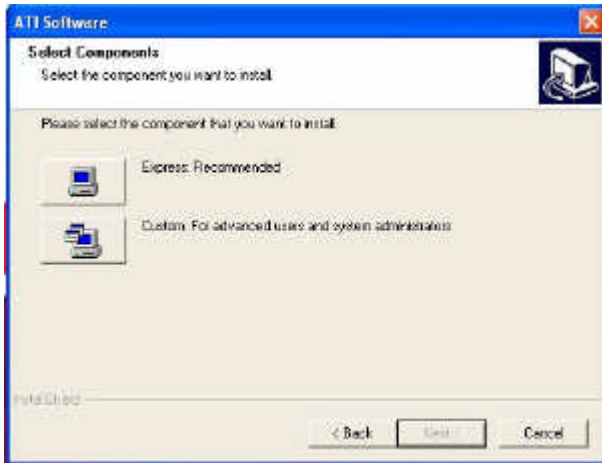 ATI Software
Select Components
Select the component you want to install.
Please select the component that you want to install.
Express: Recommended
Custom: For advanced users and system administrators
InstallShield
< Back
Next >
Cancel